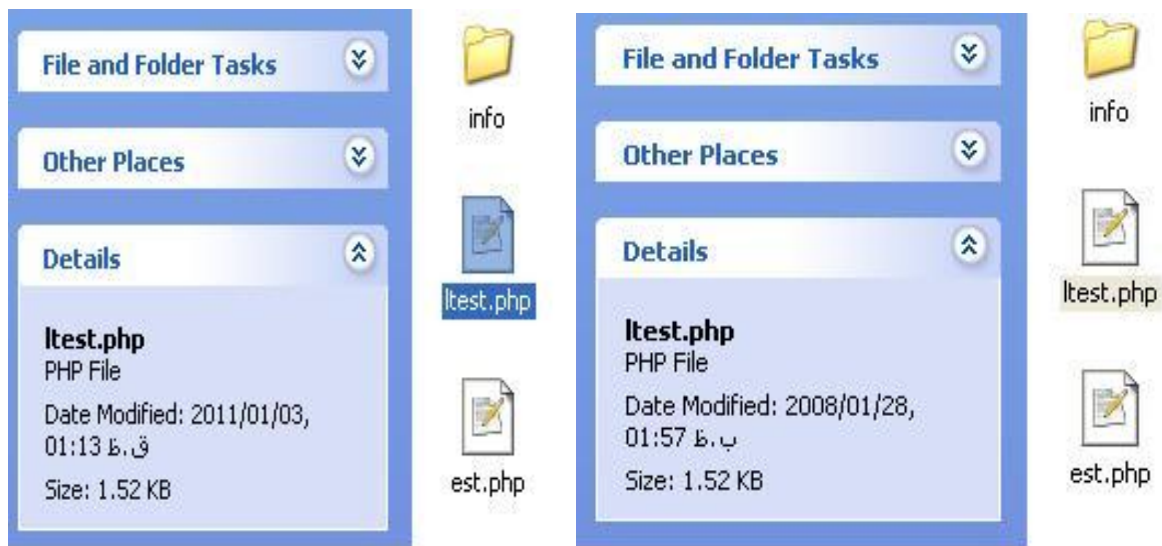 File and Folder Tasks
Other Places
Details
ltest.php
PHP File
Date Modified: 2011/01/03,
01:13 ق.ظ
Size: 1.52 KB
info
ltest.php
est.php
File and Folder Tasks
Other Places
Details
ltest.php
PHP File
Date Modified: 2008/01/28,
01:57 ب.ظ
Size: 1.52 KB
info
ltest.php
est.php